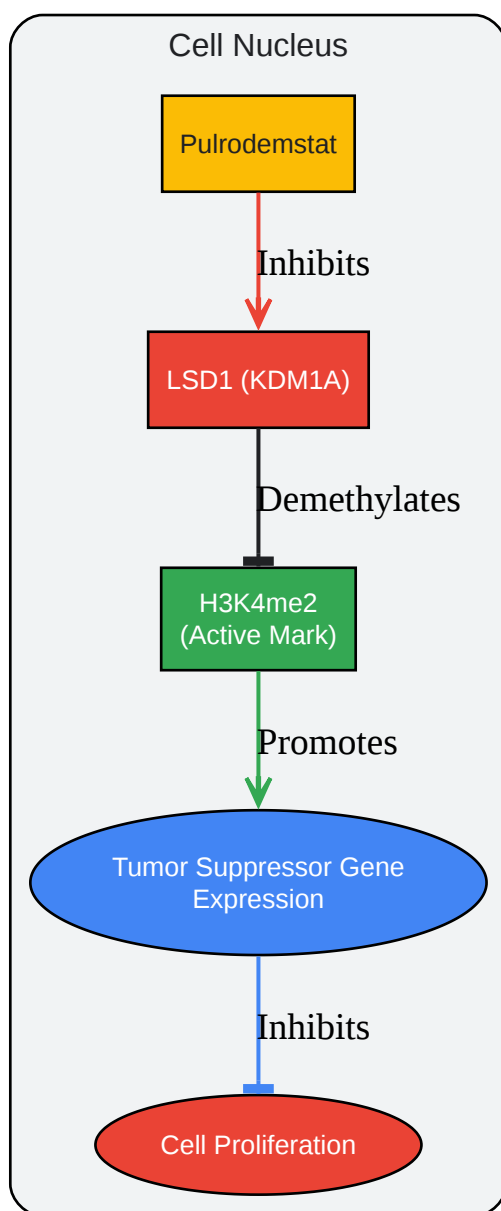 Cell Nucleus
Pulrodemstat
Inhibits
LSD1 (KDM1A)
Demethylates
H3K4me2
(Active Mark)
Promotes
Tumor Suppressor Gene
Expression
Inhibits
Cell Proliferation